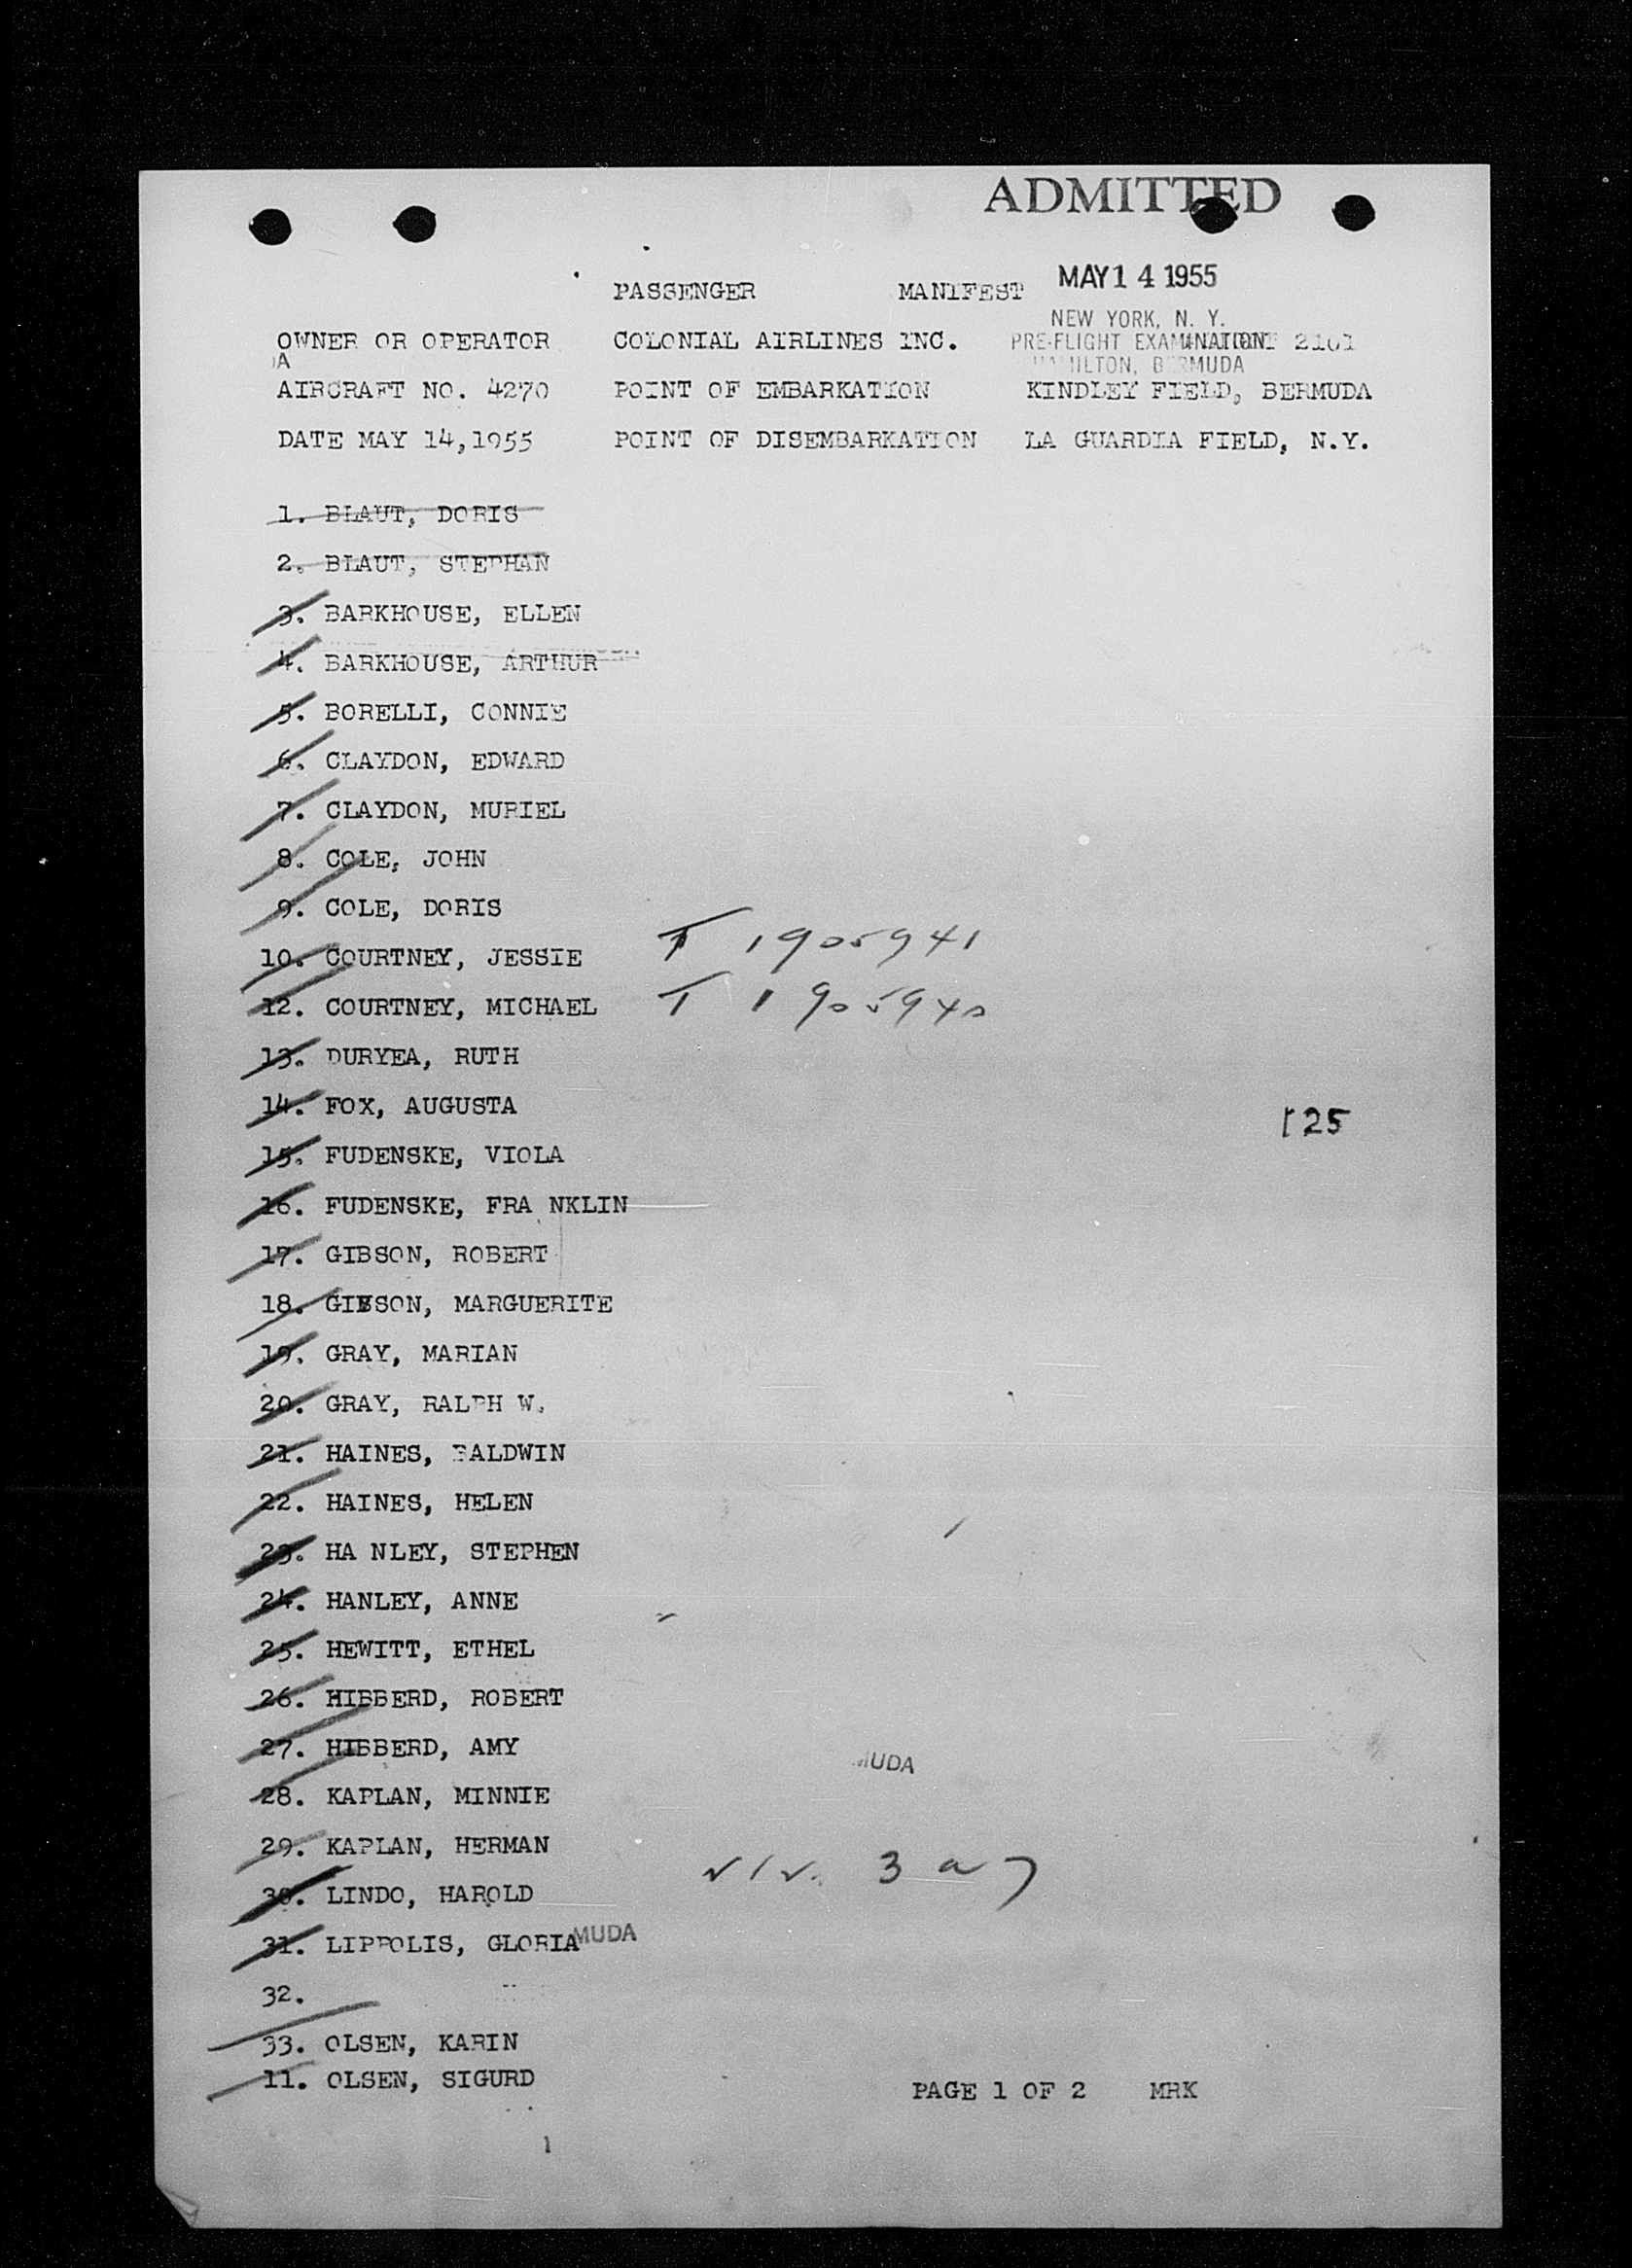 ADMITTED
MAY 14 1955
PASSENGER MANIFEST
NEW YORK, N. Y.
OWNER OR OPERATOR COLONIAL AIRLINES INC. PRE-FLIGHT EXAMINATION 2101
HAMILTON, BERMUDA
DA
AIRCRAFT NO. 4270 POINT OF EMBARKATION KINDLEY FIELD, BERMUDA
DATE MAY 14,1955 POINT OF DISEMBARKATION LA GUARDIA FIELD, N.Y.
1. BLAUT, DORIS
2. BLAUT, STEPHAN
3. BARKHOUSE, ELLEN
4. BARKHOUSE, ARTHUR
5. BORELLI, CONNIE
6. CLAYDON, EDWARD
7. CLAYDON, MURIEL
8. COLE, JOHN
9. COLE, DORIS
10. COURTNEY, JESSIE T 1905941
12. COURTNEY, MICHAEL T 1905940
13. DURYEA, RUTH
14. FOX, AUGUSTA
125
15. FUDENSKE, VIOLA
16. FUDENSKE, FRA NKLIN
17. GIBSON, ROBERT
18. GIBSON, MARGUERITE
19. GRAY, MARIAN
20. GRAY, RALPH W.
21. HAINES, BALDWIN
22. HAINES, HELEN
23. HA NLEY, STEPHEN
24. HANLEY, ANNE
25. HEWITT, ETHEL
26. HIBBERD, ROBERT
27. HIBBERD, AMY
MUDA
28. KAPLAN, MINNIE
29. KAPLAN, HERMAN
30. LINDO, HAROLD
31. LIPPOLIS, GLORIA MUDA
32.
33. OLSEN, KARIN
11. OLSEN, SIGURD
PAGE 1 OF 2 MRK
1